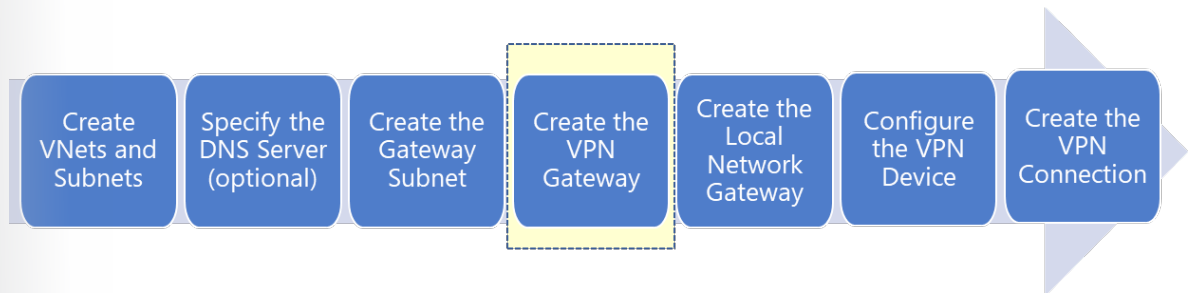 Create
VNets and
Subnets
Specify the
DNS Server
(optional)
Create the
Gateway
Subnet
Create the
VPN
Gateway
Create the
Local
Network
Gateway
Configure
the VPN
Device
Create the
VPN
Connection